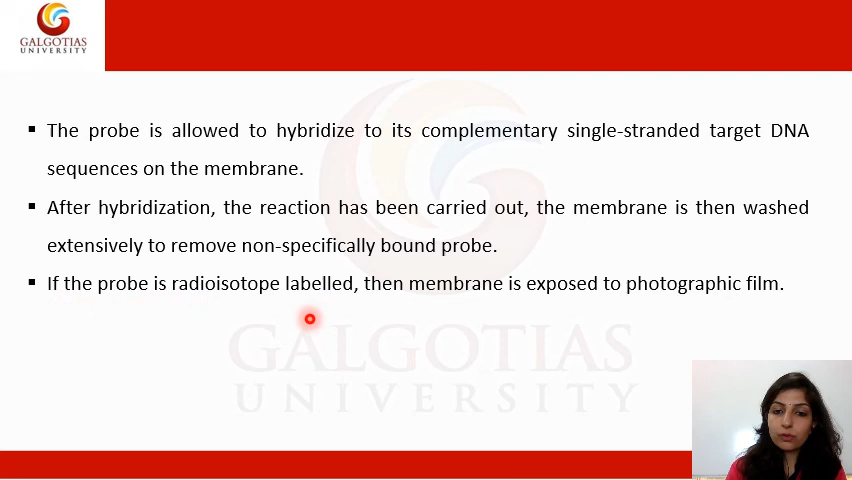 GALGOTIAS
UNIVERSITY
▪ The probe is allowed to hybridize to its complementary single-stranded target DNA
sequences on the membrane.
▪ After hybridization, the reaction has been carried out, the membrane is then washed
extensively to remove non-specifically bound probe.
▪ If the probe is radioisotope labelled, then membrane is exposed to photographic film.
GALGOTIAS
UNIVERSITY